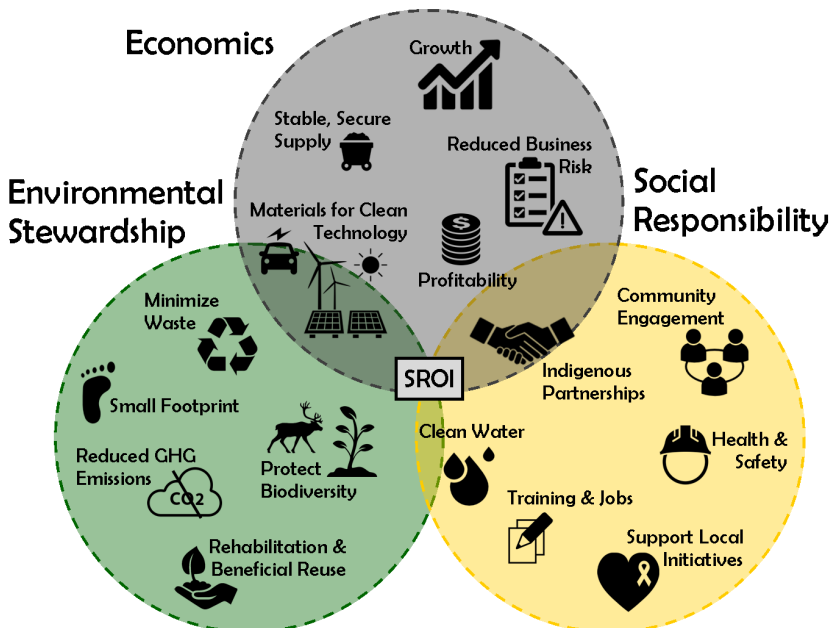 Economics
Growth
Stable, Secure
Supply
Reduced Business
Risk
Environmental
Stewardship
Social
Responsibility
Materials for Clean
Technology
$
Profitability
Minimize
Waste
Community
Engagement
SROI
Indigenous
Partnerships
Small Footprint
Clean Water
Health &
Safety
Reduced GHG
Emissions
CO2
Protect
Biodiversity
Training & Jobs
Rehabilitation &
Beneficial Reuse
Support Local
Initiatives